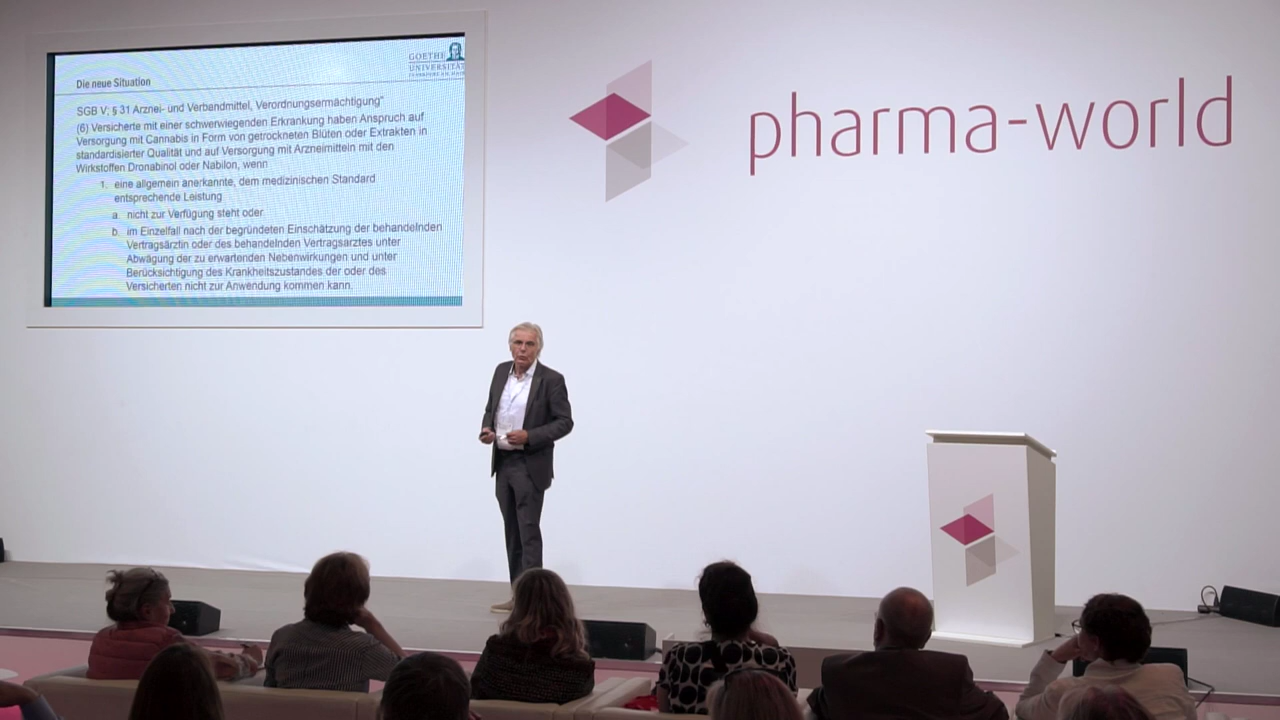 GOETHE
UNIVERSITÄT
FRANKFURT AM MAIN
Die neue Situation
SGB V; § 31 Arznei- und Verbandmittel, Verordnungsermächtigung“
(6) Versicherte mit einer schwerwiegenden Erkrankung haben Anspruch auf
Versorgung mit Cannabis in Form von getrockneten Blüten oder Extrakten in
standardisierter Qualität und auf Versorgung mit Arzneimitteln mit den
Wirkstoffen Dronabinol oder Nabilon, wenn
1. eine allgemein anerkannte, dem medizinischen Standard
entsprechende Leistung
a. nicht zur Verfügung steht oder
b. im Einzelfall nach der begründeten Einschätzung der behandelnden
Vertragsärztin oder des behandelnden Vertragsarztes unter
Abwägung der zu erwartenden Nebenwirkungen und unter
Berücksichtigung des Krankheitszustandes der oder des
Versicherten nicht zur Anwendung kommen kann.
pharma-world